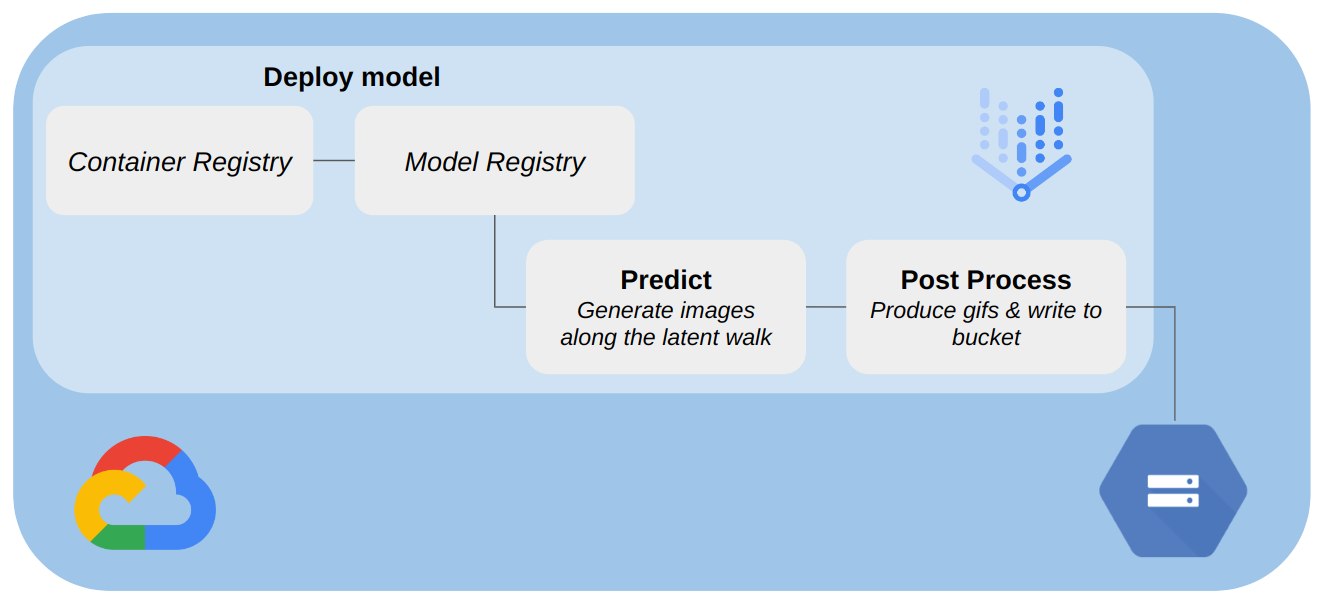 Deploy model
Container Registry
Model Registry
Predict
Generate images
along the latent walk
Post Process
Produce gifs & write to
bucket